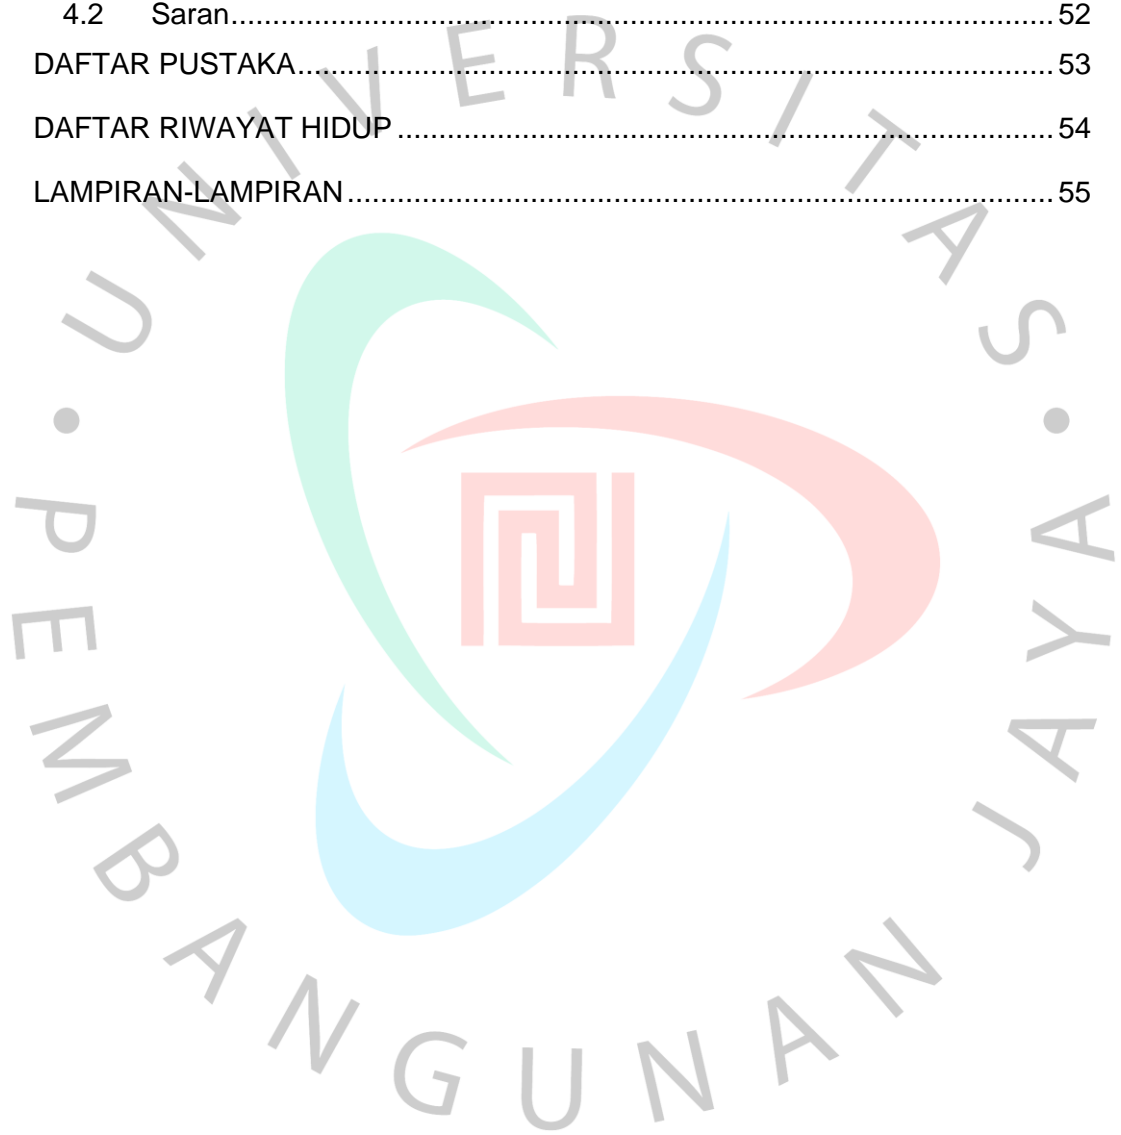 4.2 Saran.......................................................................................................... 52
DAFTAR PUSTAKA................................................................................................ 53
DAFTAR RIWAYAT HIDUP.................................................................................... 54
LAMPIRAN-LAMPIRAN.......................................................................................... 55
UNIVERSITAS
• PEMBANGUNAN JAYA •